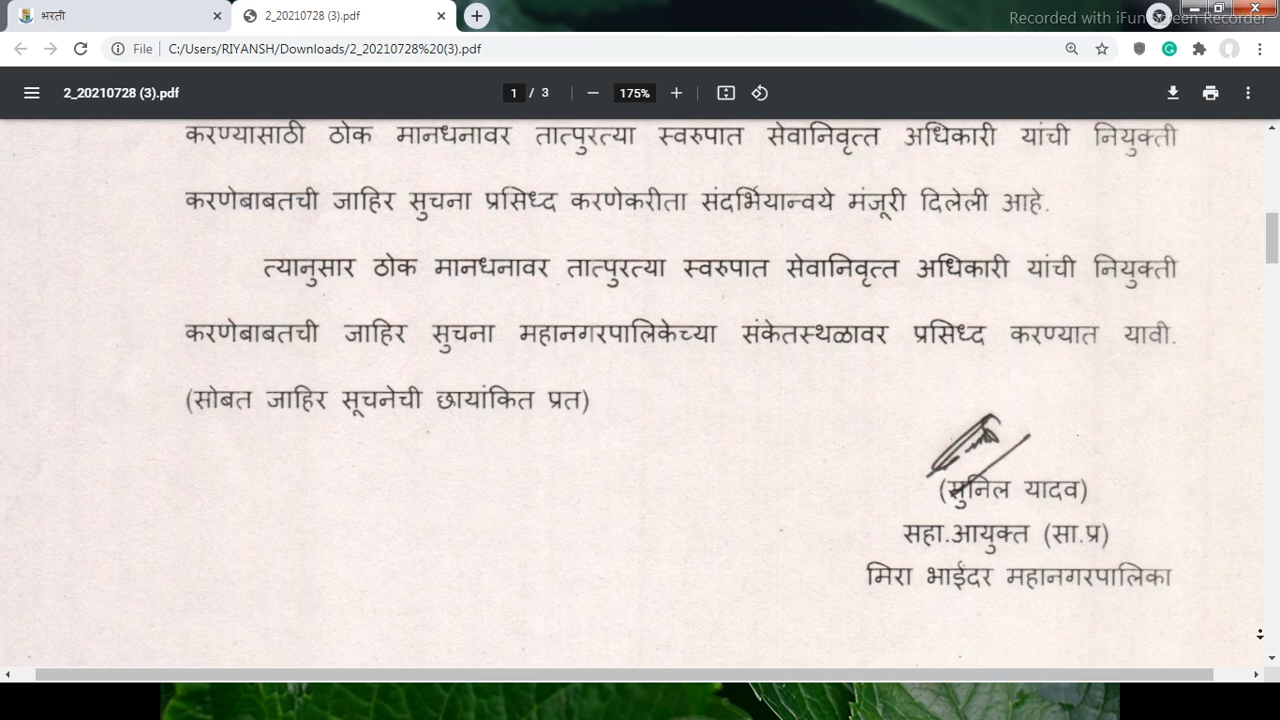 भरती
2_20210728 (3).pdf
Recorded with iFun Screen Recorder
File C:/Users/RIYANSH/Downloads/2_20210728%20(3).pdf
2_20210728 (3).pdf
1 / 3
175%
करण्यासाठी ठोक मानधनावर तात्पुरत्या स्वरुपात सेवानिवृत्त अधिकारी यांची नियुक्ती
करणेबाबतची जाहिर सुचना प्रसिध्द करणेकरीता संदर्भियान्वये मंजूरी दिलेली आहे.
त्यानुसार ठोक मानधनावर तात्पुरत्या स्वरुपात सेवानिवृत्त अधिकारी यांची नियुक्ती
करणेबाबतची जाहिर सुचना महानगरपालिकेच्या संकेतस्थळावर प्रसिध्द करण्यात यावी.
(सोबत जाहिर सूचनेची छायांकित प्रत)
(सुनिल यादव)
सहा.आयुक्त (सा.प्र)
मिरा भाईंदर महानगरपालिका